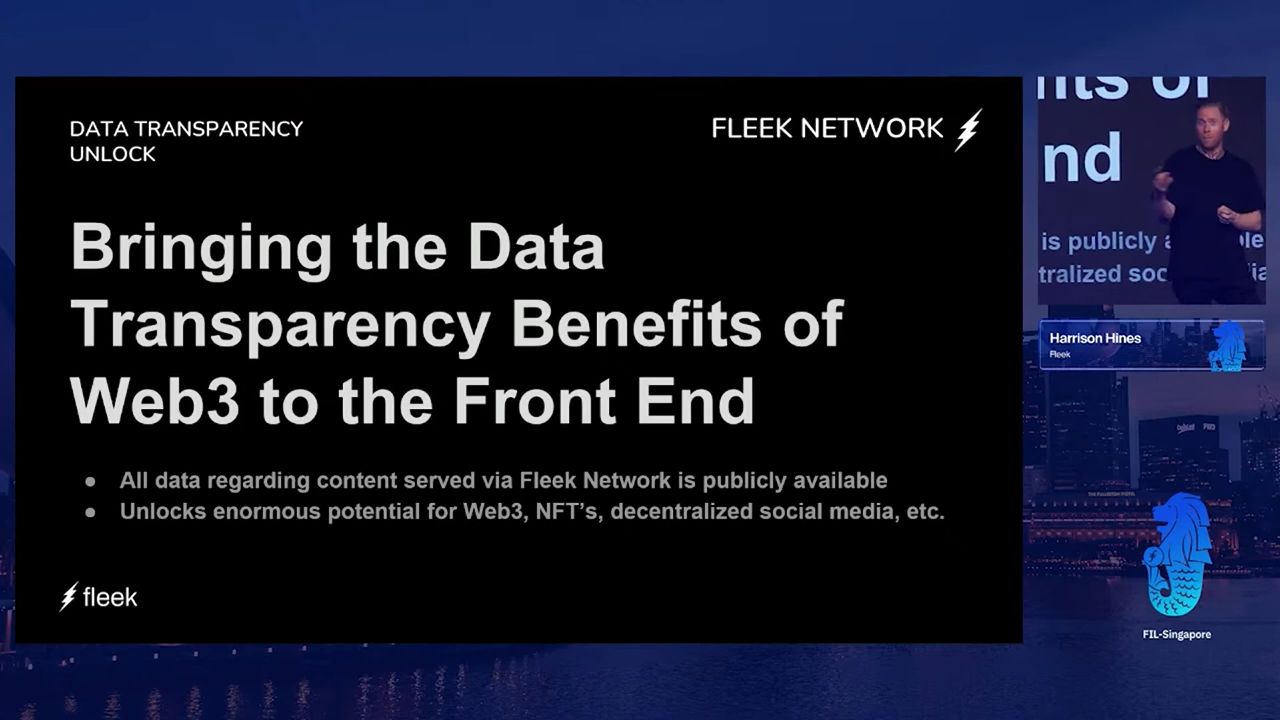 DATA TRANSPARENCY
UNLOCK
FLEEK NETWORK
Bringing the Data
Transparency Benefits of
Web3 to the Front End
● All data regarding content served via Fleek Network is publicly available
● Unlocks enormous potential for Web3, NFT's, decentralized social media, etc.
fleek
nd
is publicly
Harrison Hines
Fleek
FIL-Singapore